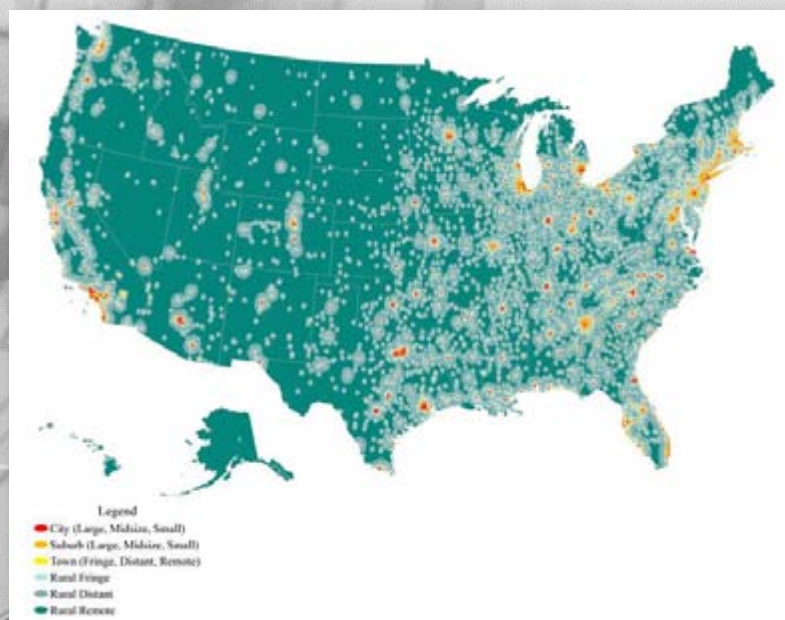 Legend
City (Large, Midsize, Small)
Suburb (Large, Midsize, Small)
Town (Fringe, Distant, Remote)
Rural Fringe
Rural Distant
Rural Remote